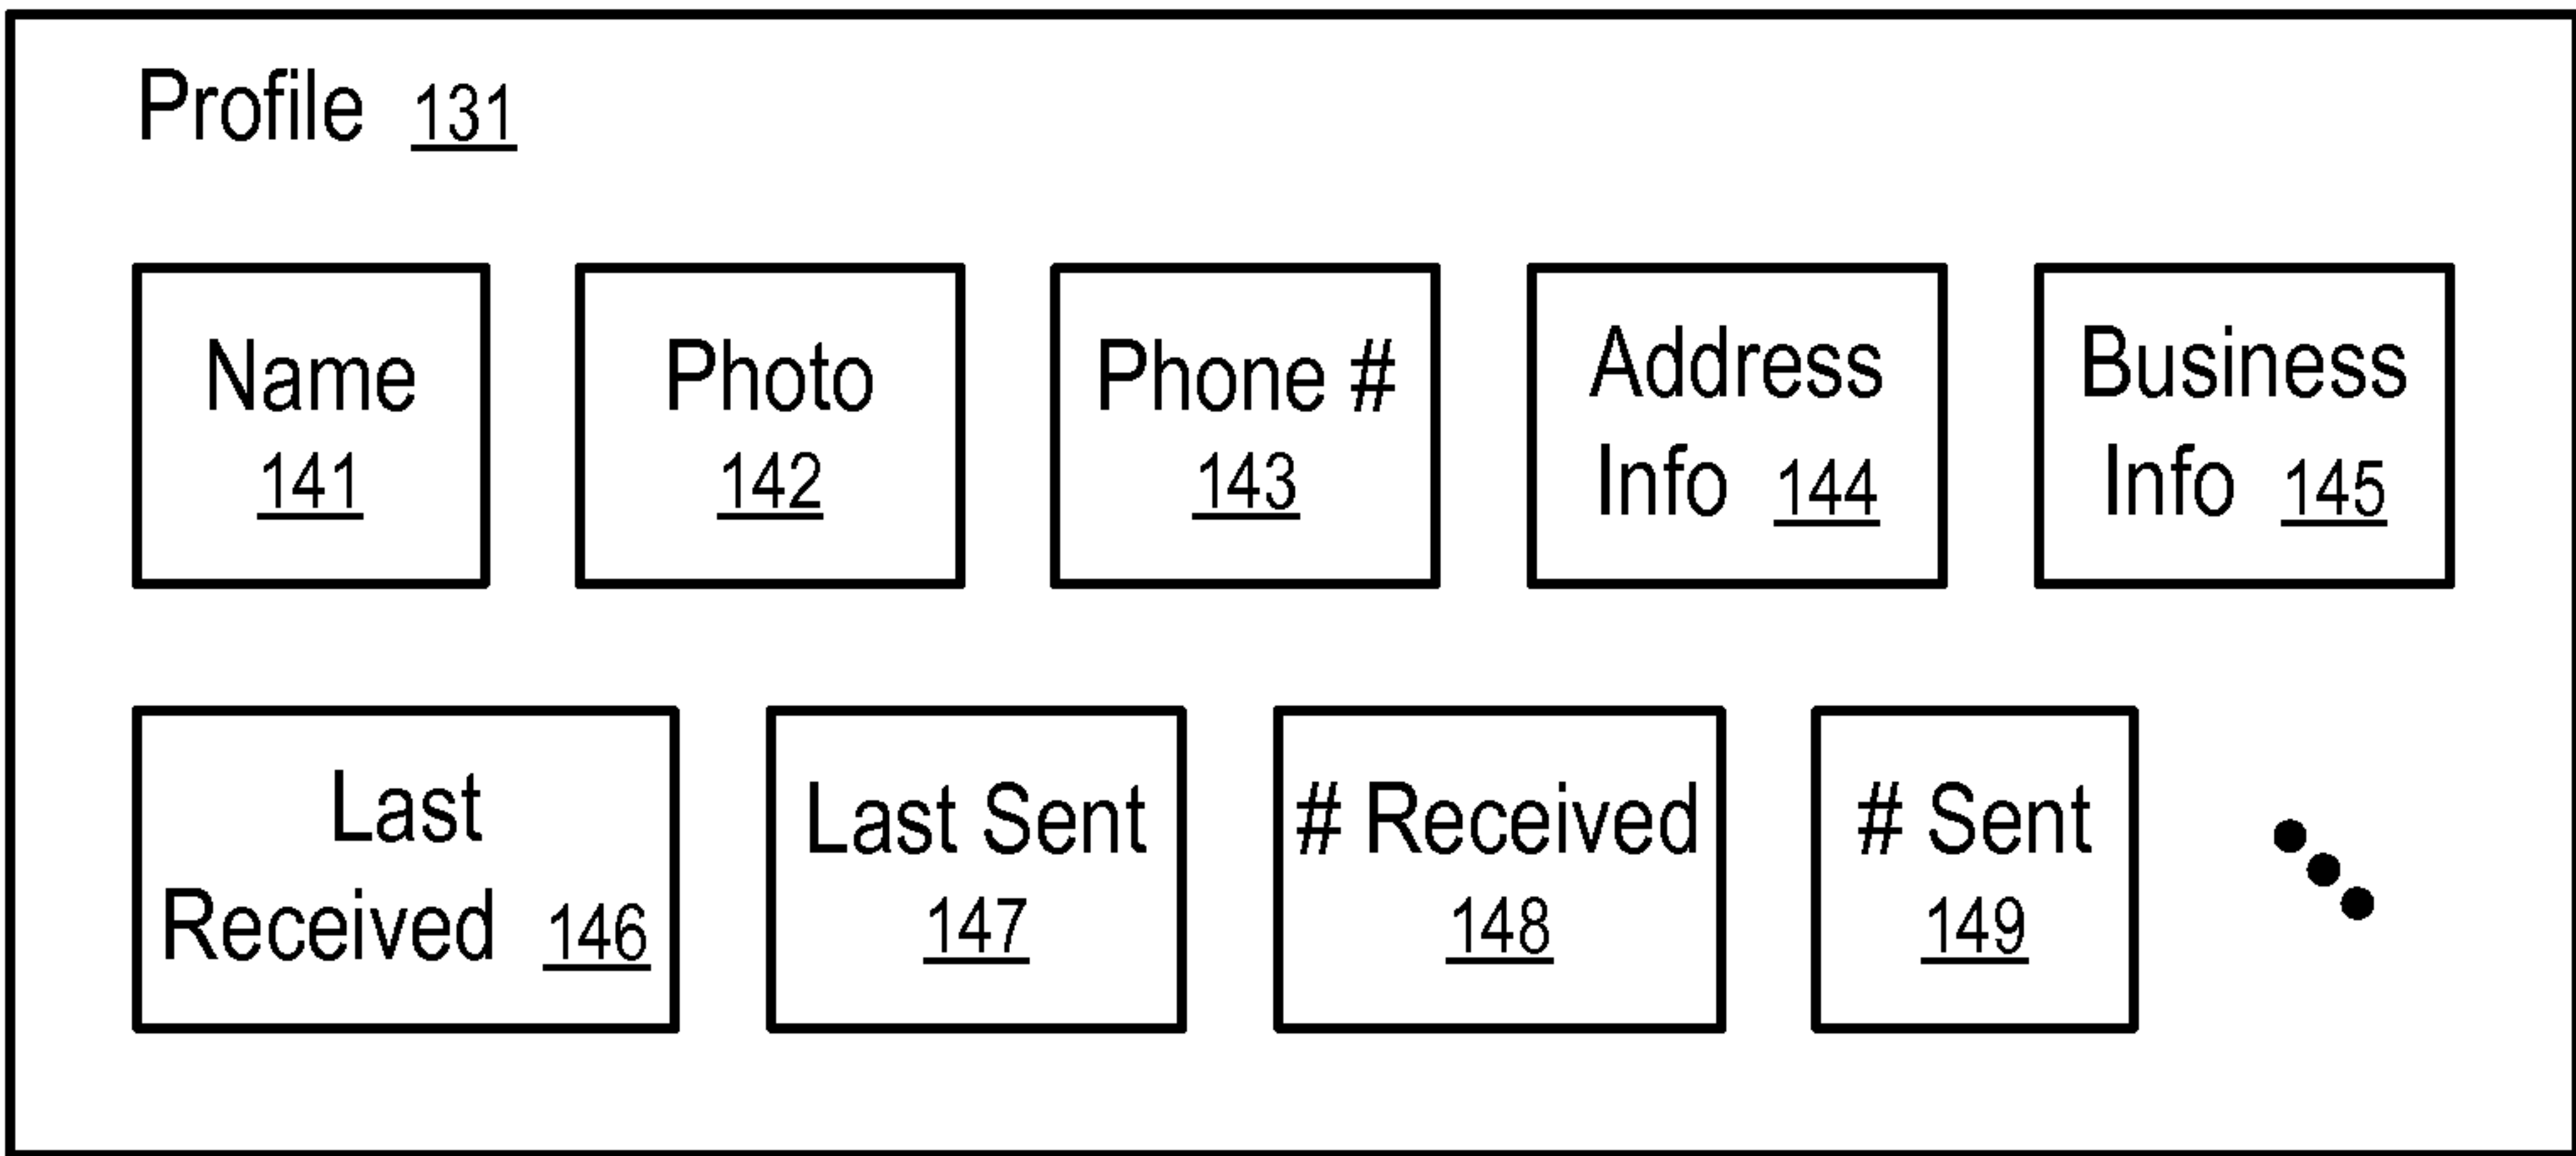 Profile 131
Name
141
Photo
142
Phone #
143
Address
Info 144
Business
Info 145
Last
Received 146
Last Sent
147
# Received
148
# Sent
149